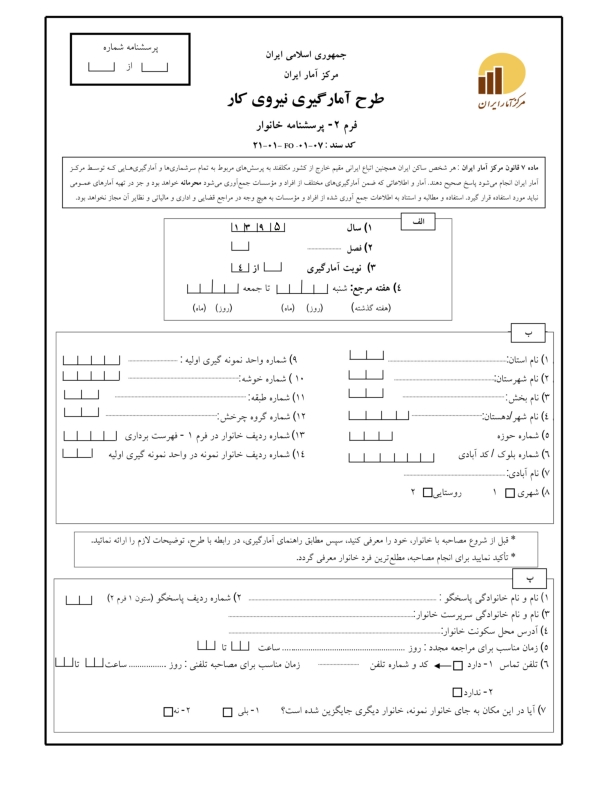 پرسشنامه شماره
از
جمهوری اسلامی ایران
مرکز آمار ایران
مرکز آمار ایران
طرح آمارگیری نیروی کار
فرم ۲- پرسشنامه خانوار
کد سند : ۰۷-۰۱- FO -۰۱-۲۱
ماده ۷ قانون مرکز آمار ایران : هر شخص ساکن ایران همچنین اتباع ایرانی مقیم خارج از کشور مکلفند به پرسش‌های مربوط به تمام سرشماری‌ها و آمارگیری‌هایی کـه توسـط مرکـز
آمار ایران انجام می‌شود پاسخ صحیح دهند. آمار و اطلاعاتی که ضمن آمارگیری‌های مختلف از افراد و مؤسسات جمع‌آوری می‌شود محرمانه خواهد بود و جز در تهیه آمارهای عمـومی
نباید مورد استفاده قرار گیرد. استفاده و مطالبه و استناد به اطلاعات جمع آوری شده از افراد و مؤسسات به هیچ وجه در مراجع قضایی و اداری و مالیاتی و نظایر آن مجاز نخواهد بود.
الف
۱) سال ۱ ۳ ۹ ۵
۲) فصل
۳) نوبت آمارگیری از ۴
۴) هفته مرجع: شنبه / تا جمعه /
(هفته گذشته) (روز) (ماه) (روز) (ماه)
ب
۱) نام استان:
۲) نام شهرستان:
۳) نام بخش:
۴) نام شهر/دهستان:
۵) شماره حوزه
۶) شماره بلوک / کد آبادی
۷) نام آبادی:
۸) شهری ۱ روستایی ۲
۹) شماره واحد نمونه گیری اولیه :
۱۰ ) شماره خوشه:
۱۱) شماره طبقه:
۱۲) شماره گروه چرخش:
۱۳) شماره ردیف خانوار در فرم ۱ - فهرست برداری
۱۴) شماره ردیف خانوار نمونه در واحد نمونه گیری اولیه
* قبل از شروع مصاحبه با خانوار، خود را معرفی کنید، سپس مطابق راهنمای آمارگیری، در رابطه با طرح، توضیحات لازم را ارائه نمائید.
* تأکید نمایید برای انجام مصاحبه، مطلع‌ترین فرد خانوار معرفی گردد.
پ
۱) نام و نام خانوادگی پاسخگو : ۲) شماره ردیف پاسخگو (ستون ۱ فرم ۲)
۳) نام و نام خانوادگی سرپرست خانوار:
۴) آدرس محل سکونت خانوار:
۵) زمان مناسب برای مراجعه مجدد : روز ساعت تا
۶) تلفن تماس ۱- دارد کد و شماره تلفن زمان مناسب برای مصاحبه تلفنی : روز ساعت تا
۲- ندارد
۷) آیا در این مکان به جای خانوار نمونه، خانوار دیگری جایگزین شده است؟ ۱- بلی ۲- نه